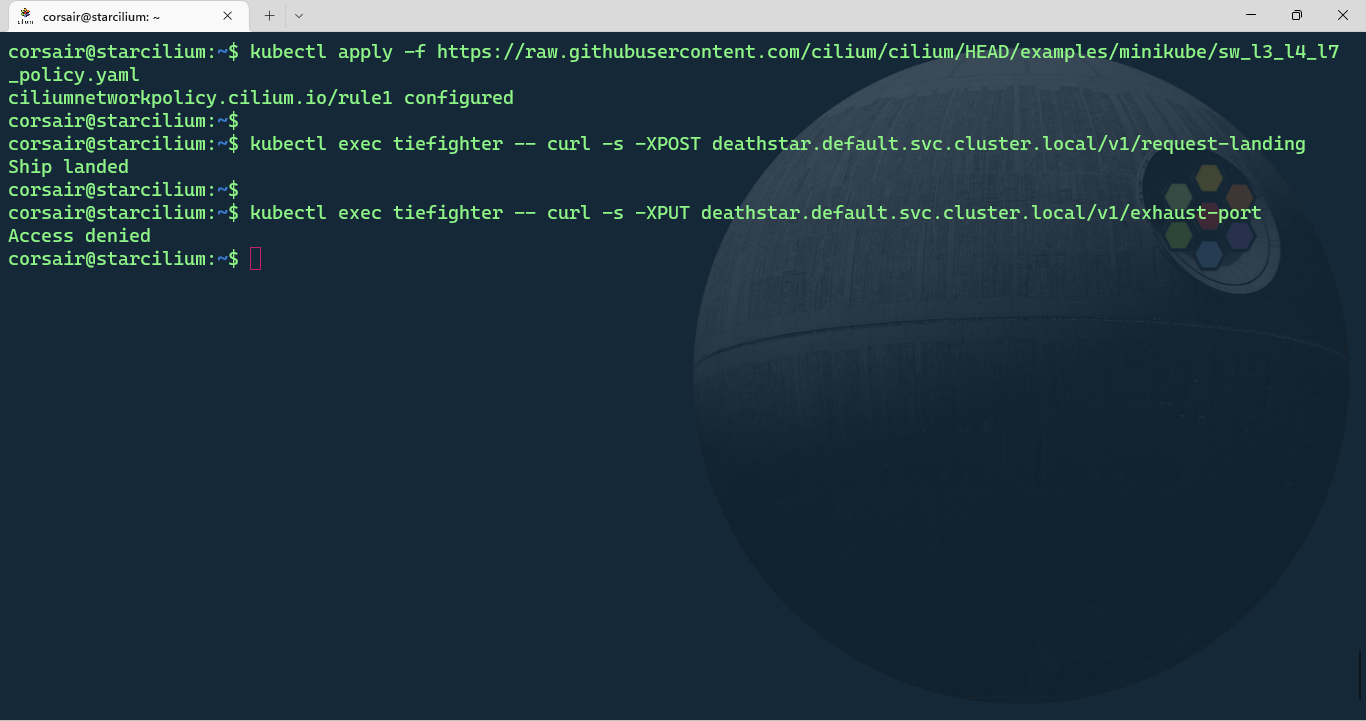 corsair@starcilium: ~
corsair@starcilium:~$ kubectl apply -f https://raw.githubusercontent.com/cilium/cilium/HEAD/examples/minikube/sw_l3_l4_l7
_policy.yaml
ciliumnetworkpolicy.cilium.io/rule1 configured
corsair@starcilium:~$
corsair@starcilium:~$ kubectl exec tiefighter -- curl -s -XPOST deathstar.default.svc.cluster.local/v1/request-landing
Ship landed
corsair@starcilium:~$
corsair@starcilium:~$ kubectl exec tiefighter -- curl -s -XPUT deathstar.default.svc.cluster.local/v1/exhaust-port
Access denied
corsair@starcilium:~$